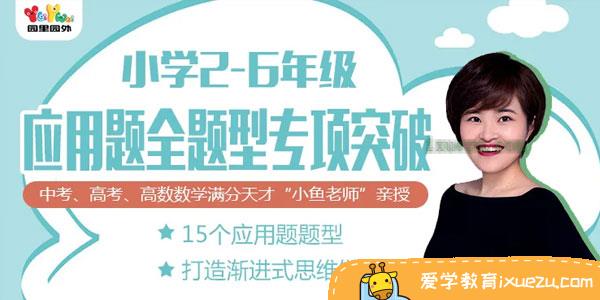 园里园外
小学2-6年级
应用题全题型专项突破
中考、高考、高数数学满分天才“小鱼老师”亲授
*15个应用题题型
*打造渐进式思维
爱学教育ixuezu.com